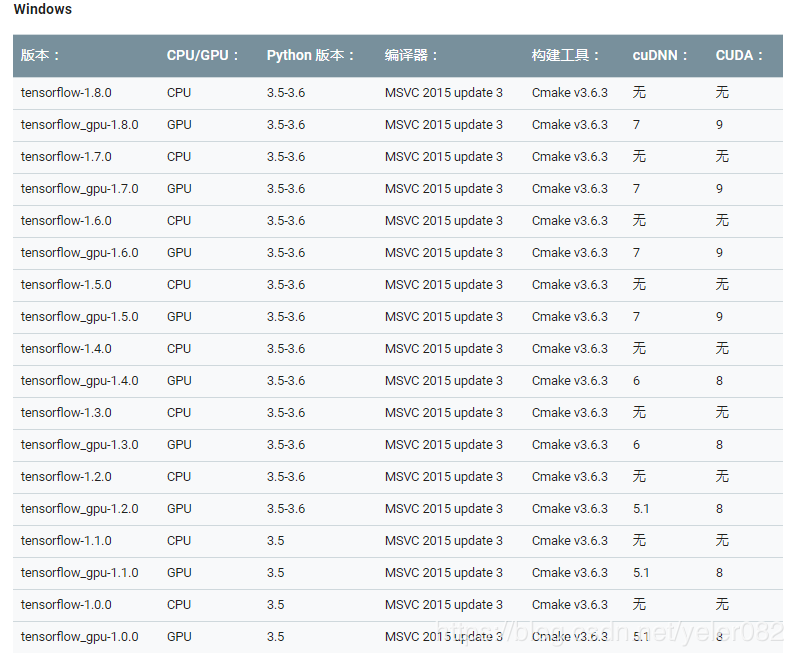 Windows
版本： CPU/GPU： Python 版本： 编译器： 构建工具： cuDNN： CUDA：
tensorflow-1.8.0 CPU 3.5-3.6 MSVC 2015 update 3 Cmake v3.6.3 无 无
tensorflow_gpu-1.8.0 GPU 3.5-3.6 MSVC 2015 update 3 Cmake v3.6.3 7 9
tensorflow-1.7.0 CPU 3.5-3.6 MSVC 2015 update 3 Cmake v3.6.3 无 无
tensorflow_gpu-1.7.0 GPU 3.5-3.6 MSVC 2015 update 3 Cmake v3.6.3 7 9
tensorflow-1.6.0 CPU 3.5-3.6 MSVC 2015 update 3 Cmake v3.6.3 无 无
tensorflow_gpu-1.6.0 GPU 3.5-3.6 MSVC 2015 update 3 Cmake v3.6.3 7 9
tensorflow-1.5.0 CPU 3.5-3.6 MSVC 2015 update 3 Cmake v3.6.3 无 无
tensorflow_gpu-1.5.0 GPU 3.5-3.6 MSVC 2015 update 3 Cmake v3.6.3 7 9
tensorflow-1.4.0 CPU 3.5-3.6 MSVC 2015 update 3 Cmake v3.6.3 无 无
tensorflow_gpu-1.4.0 GPU 3.5-3.6 MSVC 2015 update 3 Cmake v3.6.3 6 8
tensorflow-1.3.0 CPU 3.5-3.6 MSVC 2015 update 3 Cmake v3.6.3 无 无
tensorflow_gpu-1.3.0 GPU 3.5-3.6 MSVC 2015 update 3 Cmake v3.6.3 6 8
tensorflow-1.2.0 CPU 3.5-3.6 MSVC 2015 update 3 Cmake v3.6.3 无 无
tensorflow_gpu-1.2.0 GPU 3.5-3.6 MSVC 2015 update 3 Cmake v3.6.3 5.1 8
tensorflow-1.1.0 CPU 3.5 MSVC 2015 update 3 Cmake v3.6.3 无 无
tensorflow_gpu-1.1.0 GPU 3.5 MSVC 2015 update 3 Cmake v3.6.3 5.1 8
tensorflow-1.0.0 CPU 3.5 MSVC 2015 update 3 Cmake v3.6.3 无 无
tensorflow_gpu-1.0.0 GPU 3.5 MSVC 2015 update 3 Cmake v3.6.3 5.1 8
https://blog.csdn.net/yeler082